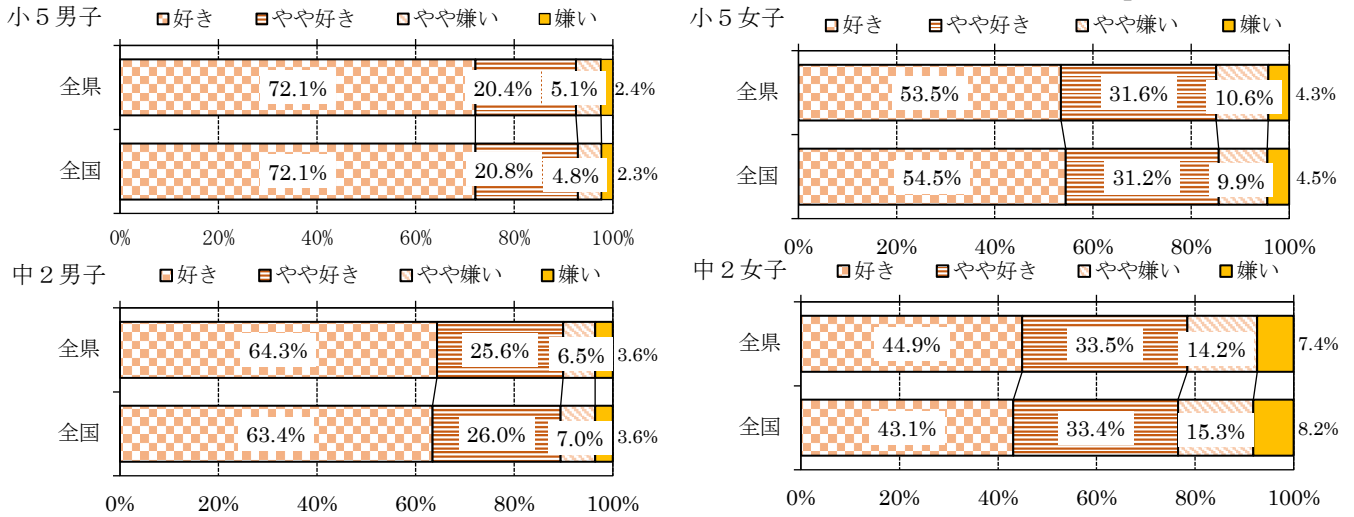 小5男子 好き やや好き やや嫌い 嫌い
全県 72.1% 20.4% 5.1% 2.4%
全国 72.1% 20.8% 4.8% 2.3%
0% 20% 40% 60% 80% 100%
小5女子 好き やや好き やや嫌い 嫌い
全県 53.5% 31.6% 10.6% 4.3%
全国 54.5% 31.2% 9.9% 4.5%
0% 20% 40% 60% 80% 100%
中2男子 好き やや好き やや嫌い 嫌い
全県 64.3% 25.6% 6.5% 3.6%
全国 63.4% 26.0% 7.0% 3.6%
0% 20% 40% 60% 80% 100%
中2女子 好き やや好き やや嫌い 嫌い
全県 44.9% 33.5% 14.2% 7.4%
全国 43.1% 33.4% 15.3% 8.2%
0% 20% 40% 60% 80% 100%